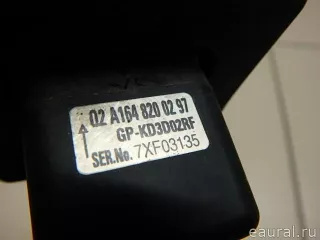 02 A164 820 02 97
GP-KD3D02RF
SER.No. 7XF03135
eaural.ru